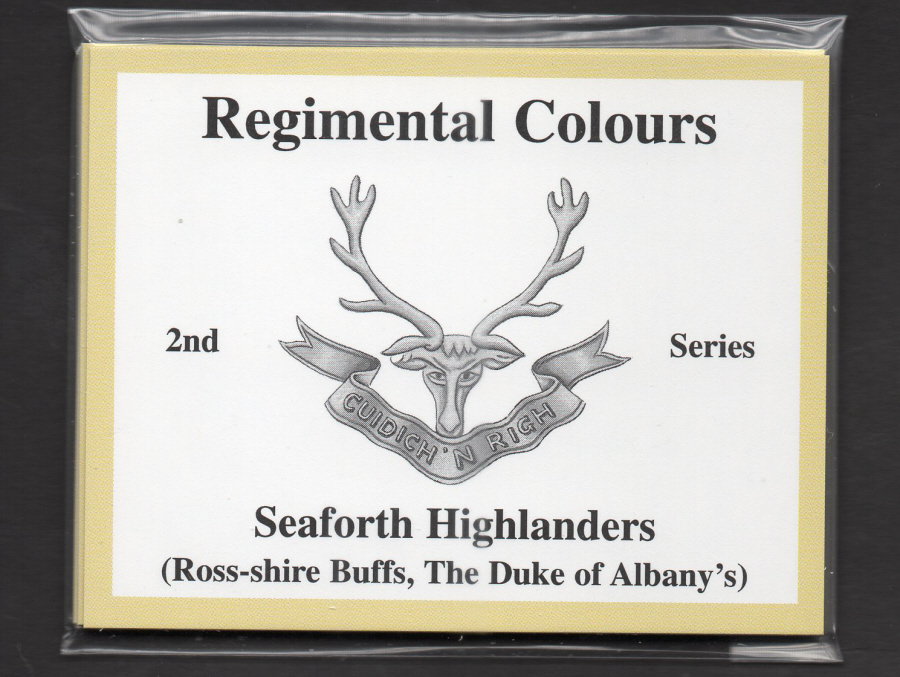 Regimental Colours
2nd Series
CUIDICH 'N RIGH
Seaforth Highlanders
(Ross-shire Buffs, The Duke of Albany's)